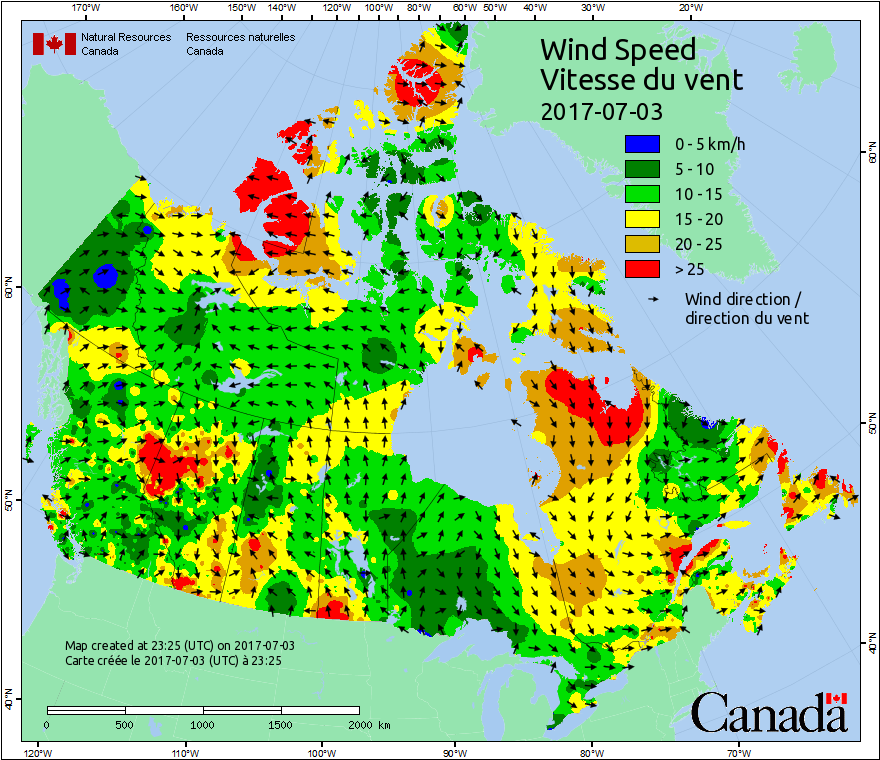 170°W 160°W 150°W 140°W 120°W 100°W 80°W 60°W 50°W 40°W 30°W 20°W
Natural Resources Ressources naturelles
Canada Canada
Wind Speed
Vitesse du vent
2017-07-03
0 - 5 km/h
5 - 10
10 - 15
15 - 20
20 - 25
> 25
Wind direction /
direction du vent
60°N 60°N
50°N 50°N
40°N 40°N
Map created at 23:25 (UTC) on 2017-07-03
Carte créée le 2017-07-03 (UTC) à 23:25
0 500 1000 1500 2000 km
Canada
120°W 110°W 100°W 90°W 80°W 70°W